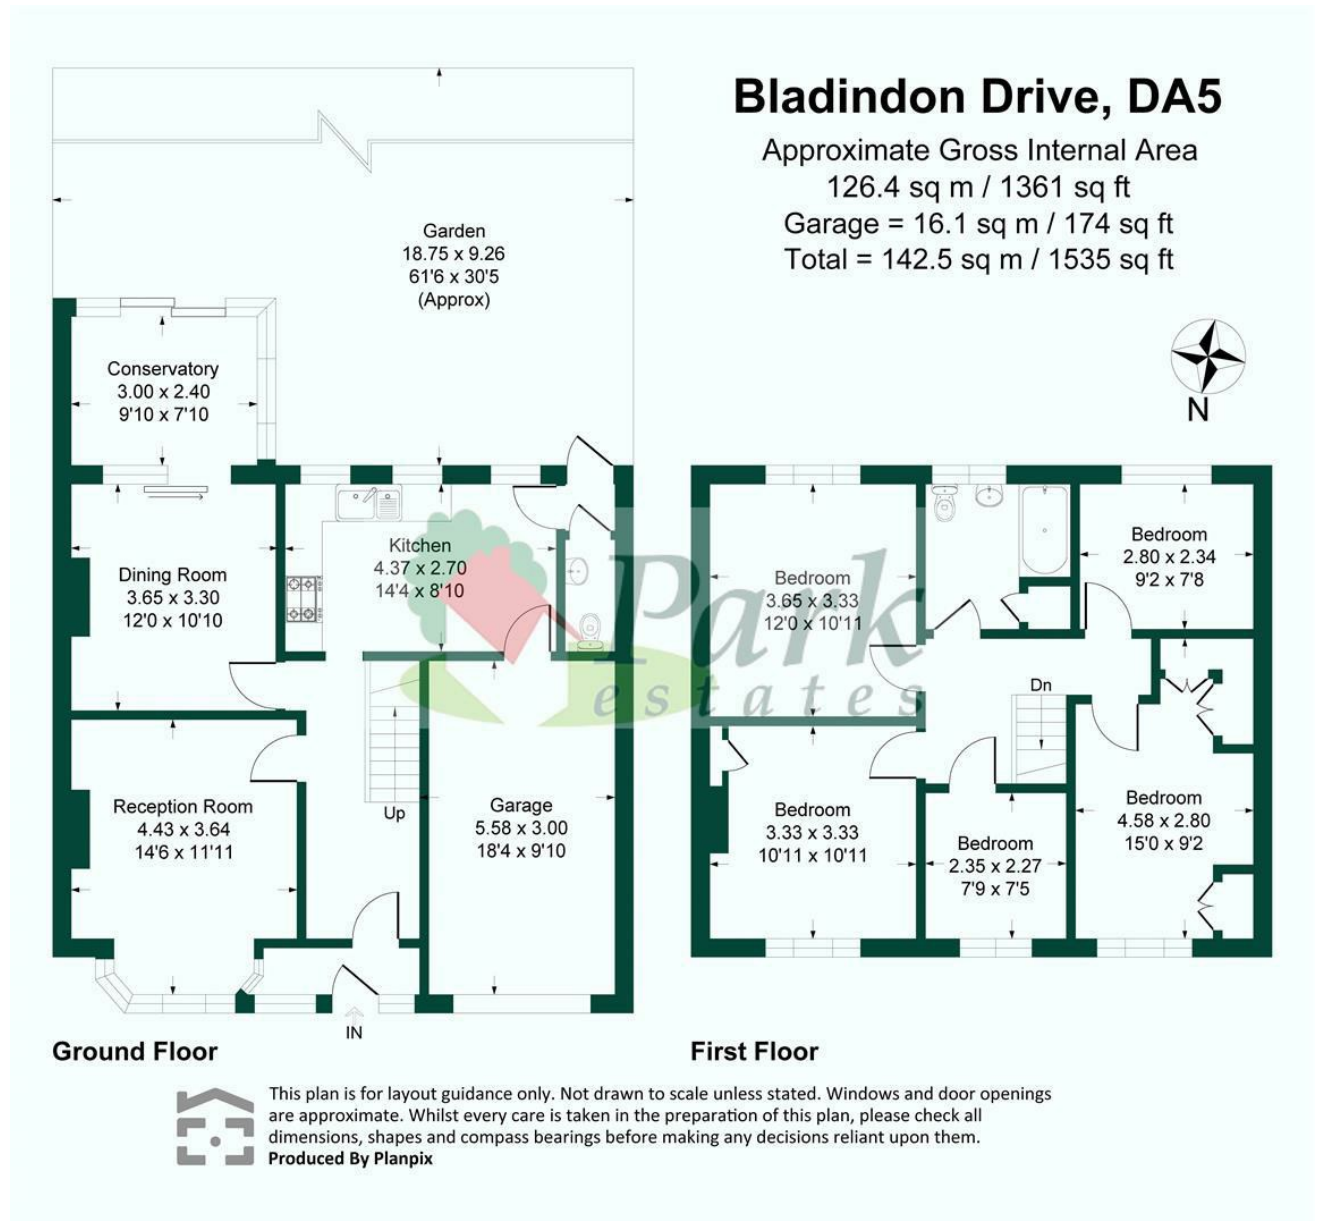 Bladindon Drive, DA5
Approximate Gross Internal Area
126.4 sq m / 1361 sq ft
Garage = 16.1 sq m / 174 sq ft
Total = 142.5 sq m / 1535 sq ft
N
Garden
18.75 x 9.26
61'6 x 30'5
(Approx)
Conservatory
3.00 x 2.40
9'10 x 7'10
Kitchen
4.37 x 2.70
14'4 x 8'10
Dining Room
3.65 x 3.30
12'0 x 10'10
Reception Room
4.43 x 3.64
14'6 x 11'11
Up
Garage
5.58 x 3.00
18'4 x 9'10
IN
Ground Floor
Park
estates
Bedroom
3.65 x 3.33
12'0 x 10'11
Bedroom
2.80 x 2.34
9'2 x 7'8
Dn
Bedroom
3.33 x 3.33
10'11 x 10'11
Bedroom
2.35 x 2.27
7'9 x 7'5
Bedroom
4.58 x 2.80
15'0 x 9'2
First Floor
This plan is for layout guidance only. Not drawn to scale unless stated. Windows and door openings
are approximate. Whilst every care is taken in the preparation of this plan, please check all
dimensions, shapes and compass bearings before making any decisions reliant upon them.
Produced By Planpix